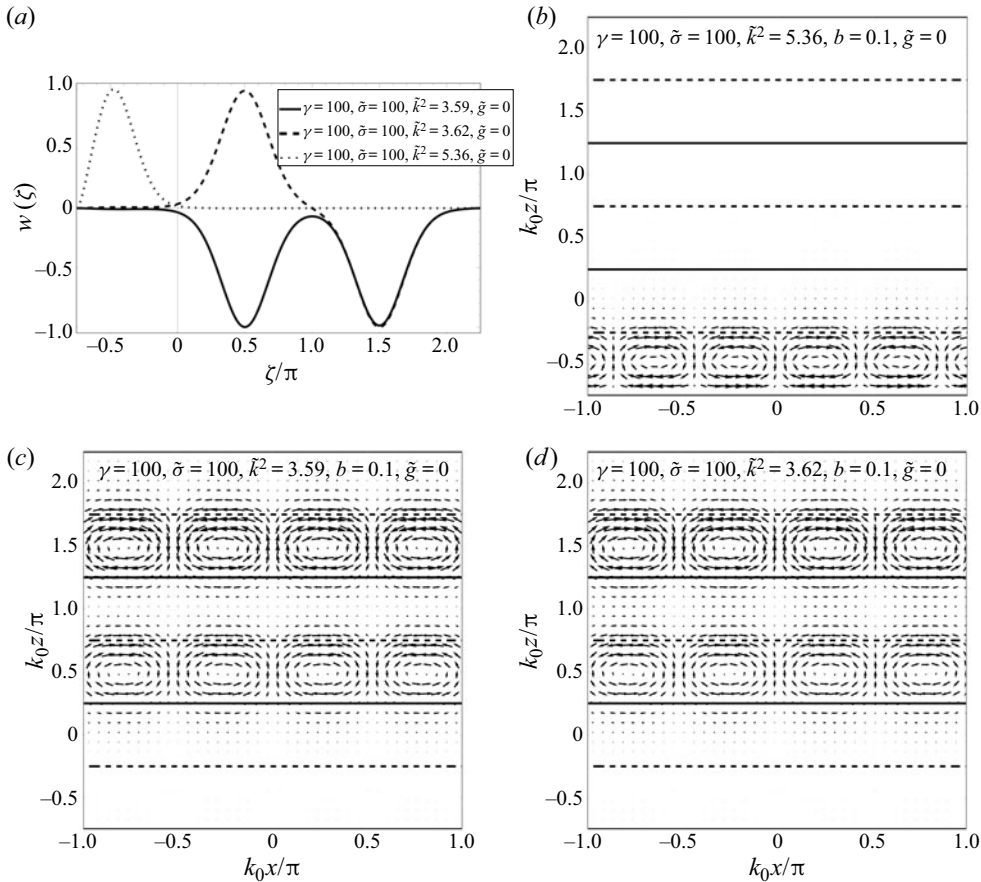 (a)
w (ζ)
1.0
0.5
0
–0.5
–1.0
γ = 100, σ̃ = 100, k̃² = 3.59, g̃ = 0
γ = 100, σ̃ = 100, k̃² = 3.62, g̃ = 0
γ = 100, σ̃ = 100, k̃² = 5.36, g̃ = 0
–0.5 0 0.5 1.0 1.5 2.0
ζ/π
(b)
γ = 100, σ̃ = 100, k̃² = 5.36, b = 0.1, g̃ = 0
k₀z/π
2.0
1.5
1.0
0.5
0
–0.5
–1.0 –0.5 0 0.5 1.0
(c)
γ = 100, σ̃ = 100, k̃² = 3.59, b = 0.1, g̃ = 0
k₀z/π
2.0
1.5
1.0
0.5
0
–0.5
–1.0 –0.5 0 0.5 1.0
k₀x/π
(d)
γ = 100, σ̃ = 100, k̃² = 3.62, b = 0.1, g̃ = 0
k₀z/π
2.0
1.5
1.0
0.5
0
–0.5
–1.0 –0.5 0 0.5 1.0
k₀x/π